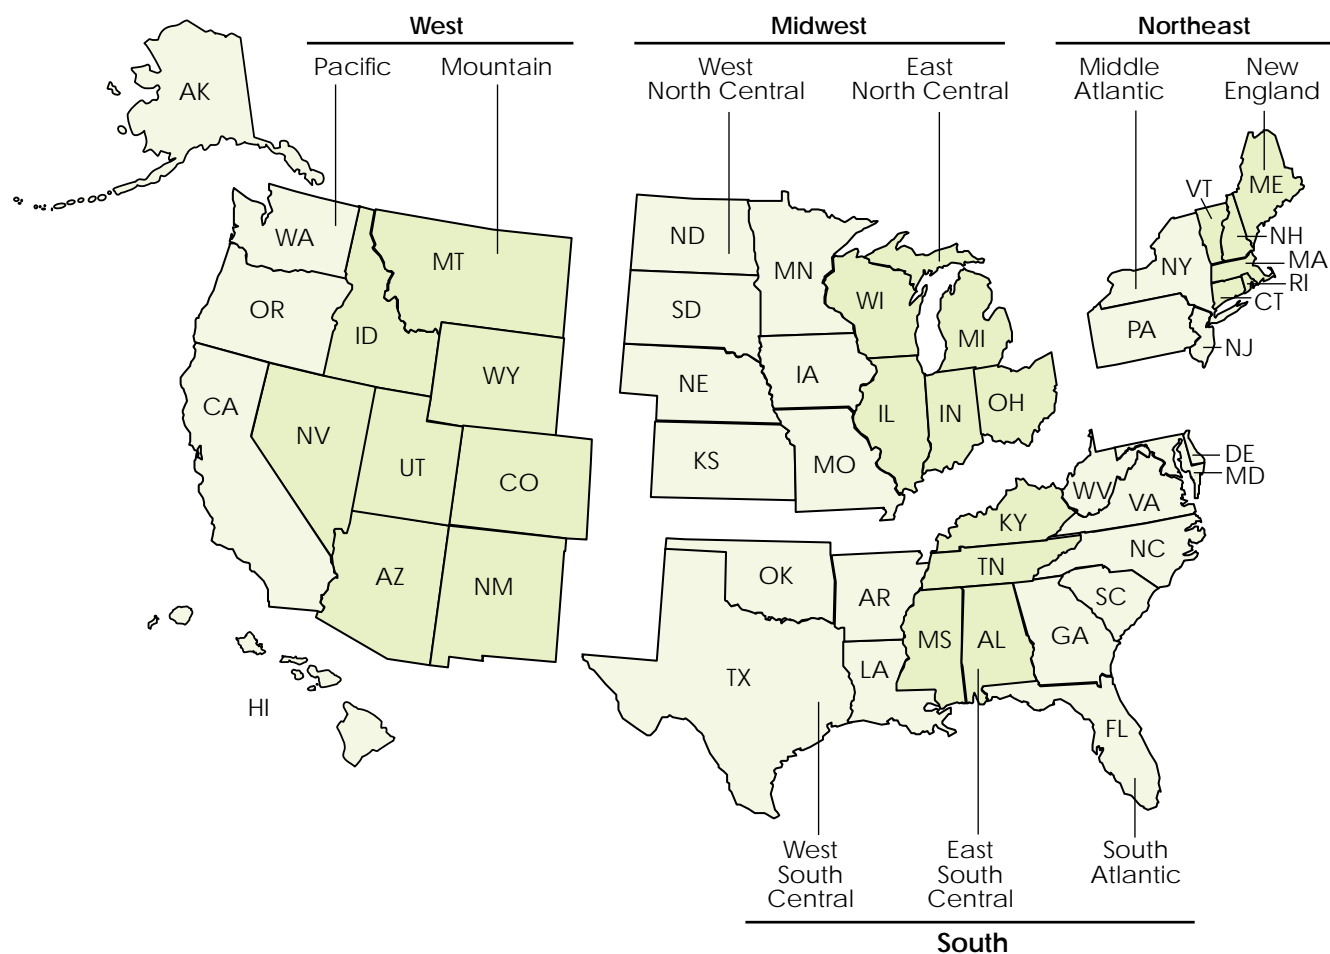 West
Midwest
Northeast
Pacific
Mountain
West
North Central
East
North Central
Middle
Atlantic
New
England
AK
WA
OR
CA
HI
MT
ID
WY
NV
UT
CO
AZ
NM
ND
SD
NE
KS
MN
IA
MO
WI
MI
IL
IN
OH
VT
ME
NH
MA
RI
CT
NY
PA
NJ
DE
MD
WV
VA
KY
NC
TN
SC
OK
AR
MS
AL
GA
TX
LA
FL
West
South
Central
East
South
Central
South
Atlantic
South